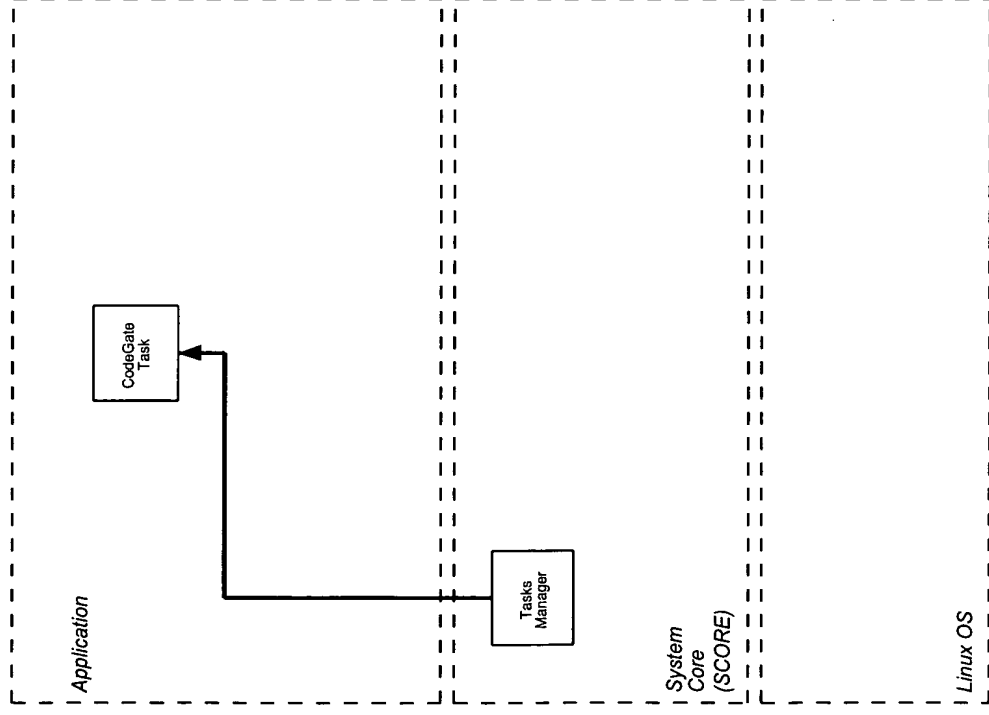 Application
CodeGate
Task
Tasks
Manager
System
Core
(SCORE)
Linux OS